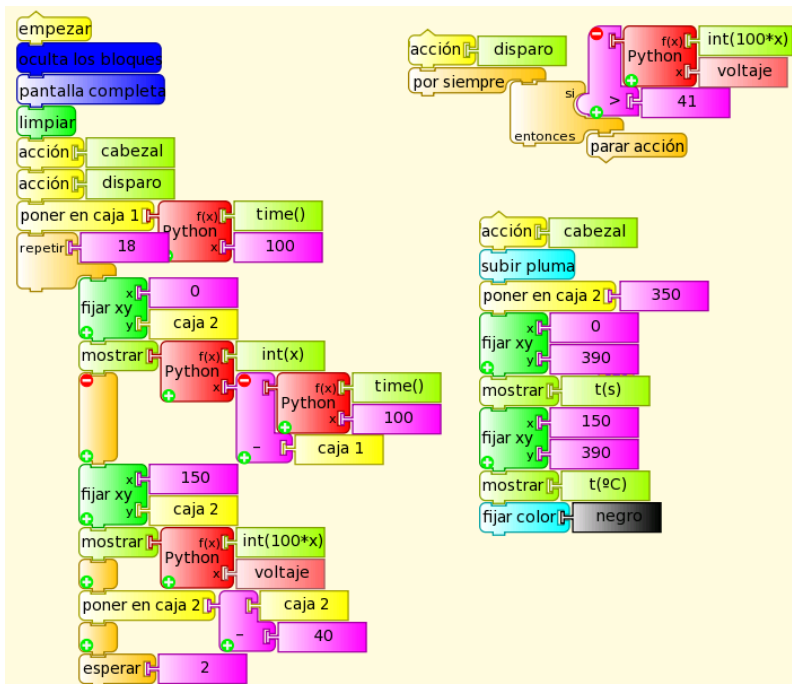 empezar
oculta los bloques
pantalla completa
limpiar
acción cabezal
acción disparo
poner en caja 1 Python f(x) time()
x 100
repetir 18
fijar xy x 0
y caja 2
mostrar Python f(x) int(x)
x Python f(x) time()
x 100
- caja 1
fijar xy x 150
y caja 2
mostrar Python f(x) int(100*x)
x voltaje
poner en caja 2 caja 2
- 40
esperar 2
acción disparo
por siempre
si Python f(x) int(100*x)
x voltaje
> 41
entonces
parar acción
acción cabezal
subir pluma
poner en caja 2 350
fijar xy x 0
y 390
mostrar t(s)
fijar xy x 150
y 390
mostrar t(ºC)
fijar color negro